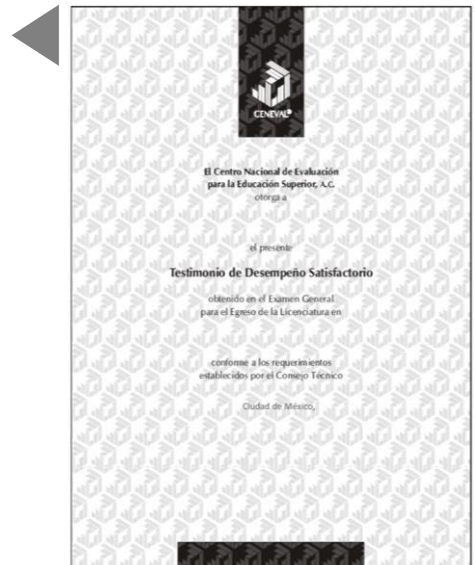 CENEVAL®
El Centro Nacional de Evaluación
para la Educación Superior, A.C.
otorga a
el presente
Testimonio de Desempeño Satisfactorio
obtenido en el Examen General
para el Egreso de la Licenciatura en
conforme a los requerimientos
establecidos por el Consejo Técnico
Ciudad de México,